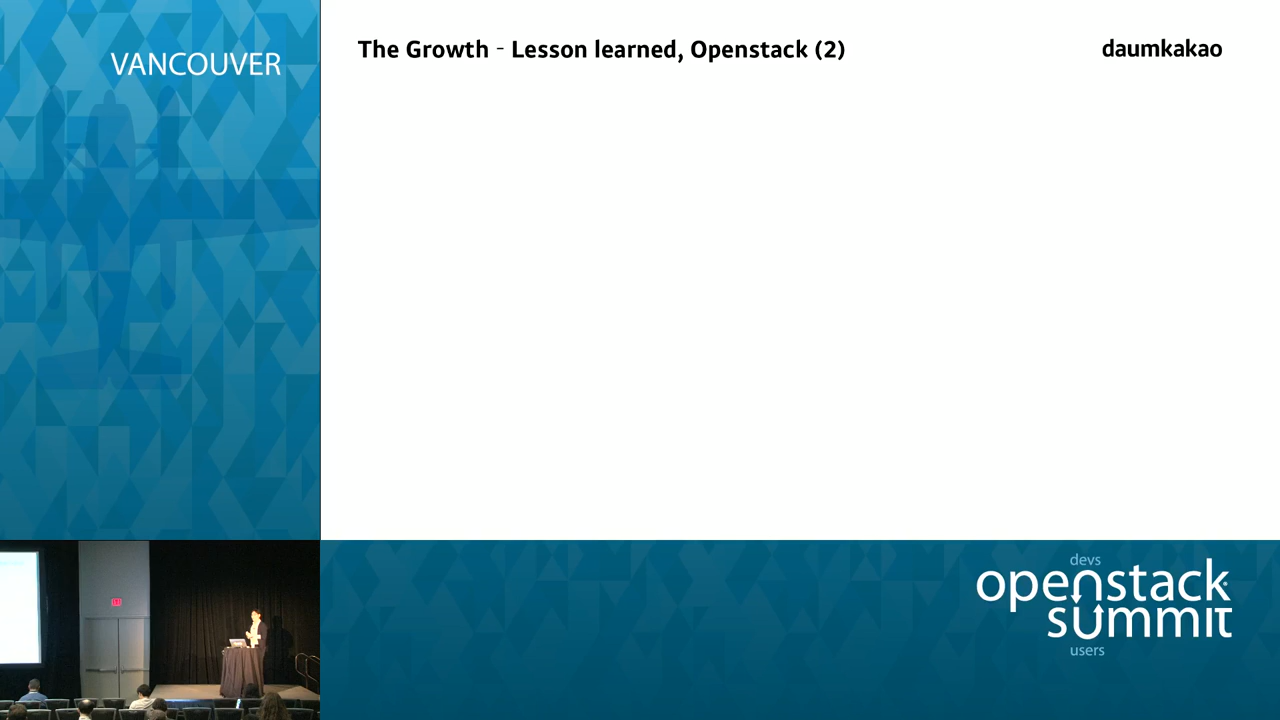 VANCOUVER
The Growth - Lesson learned, Openstack (2)
daumkakao
devs
openstack
summit
users